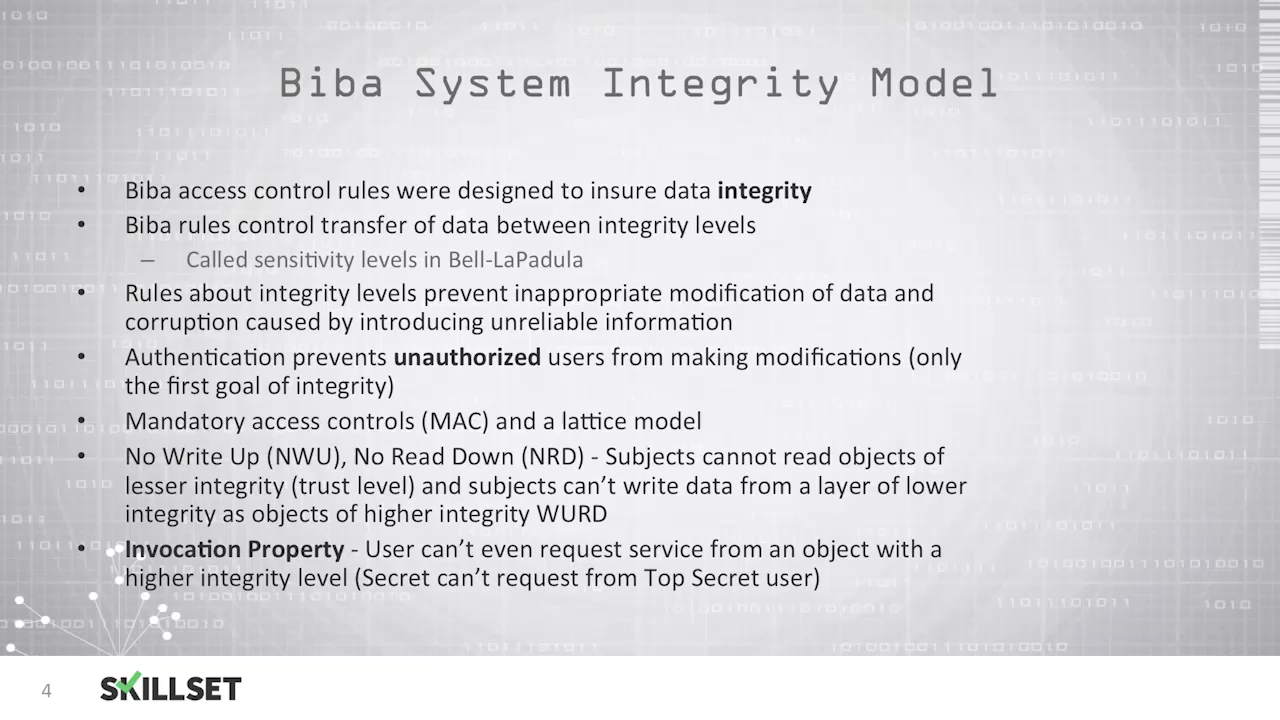 Biba System Integrity Model
• Biba access control rules were designed to insure data integrity
• Biba rules control transfer of data between integrity levels
– Called sensitivity levels in Bell-LaPadula
• Rules about integrity levels prevent inappropriate modification of data and
corruption caused by introducing unreliable information
• Authentication prevents unauthorized users from making modifications (only
the first goal of integrity)
• Mandatory access controls (MAC) and a lattice model
• No Write Up (NWU), No Read Down (NRD) - Subjects cannot read objects of
lesser integrity (trust level) and subjects can’t write data from a layer of lower
integrity as objects of higher integrity WURD
• Invocation Property - User can’t even request service from an object with a
higher integrity level (Secret can’t request from Top Secret user)
4
SKILLSET